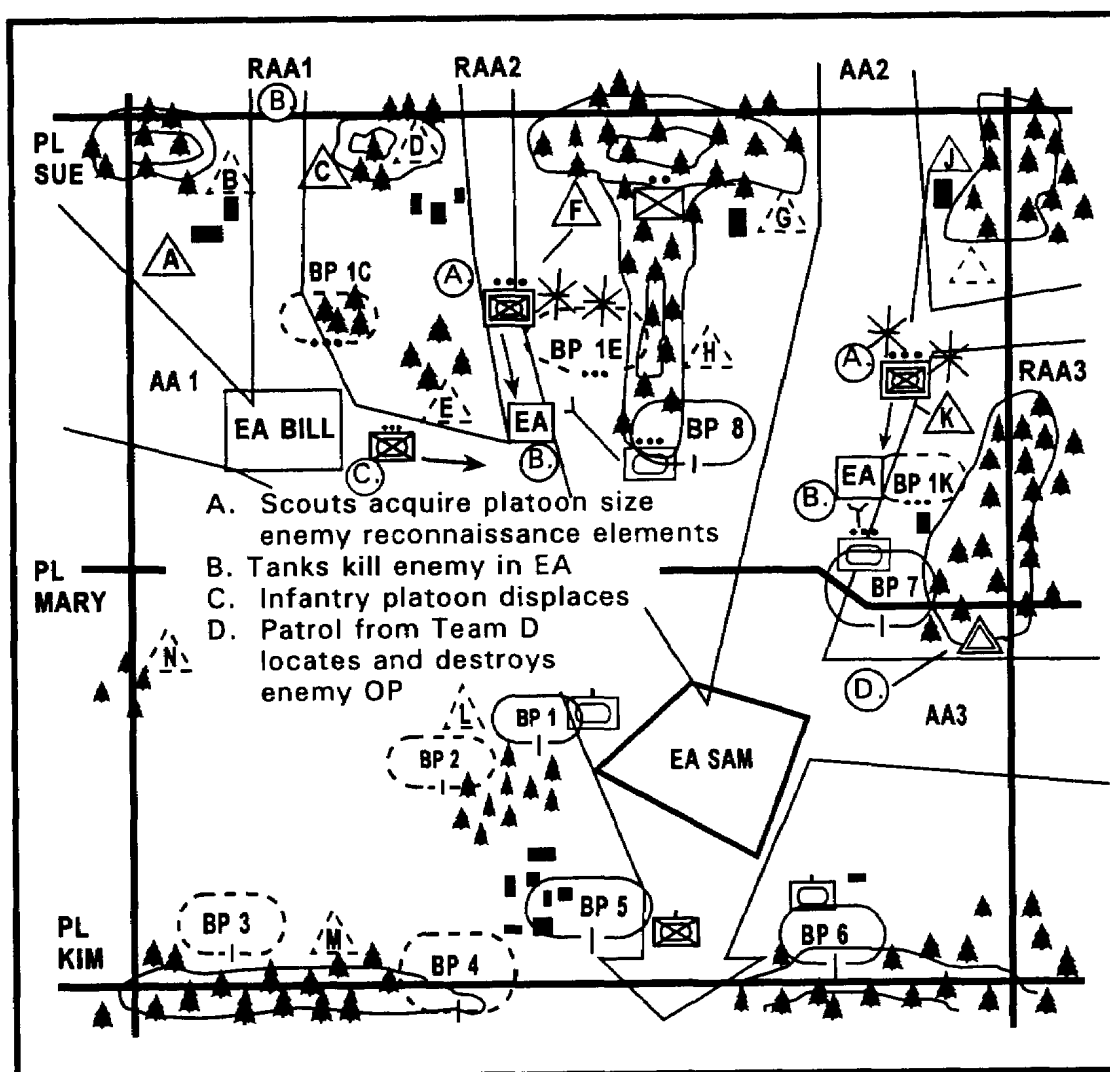 RAA1
RAA2
AA2
B.
PL
SUE
B
C
D
F
G
J
A
A.
BP 1C
BP 1E
H
A.
AA 1
RAA3
E
K
EA BILL
EA
BP 8
C.
B.
EA
BP 1K
B.
A. Scouts acquire platoon size
enemy reconnaissance elements
B. Tanks kill enemy in EA
C. Infantry platoon displaces
D. Patrol from Team D
locates and destroys
enemy OP
PL
MARY
BP 7
N
D.
L
BP 1
AA3
BP 2
EA SAM
BP 3
BP 5
BP 6
PL
KIM
M
BP 4